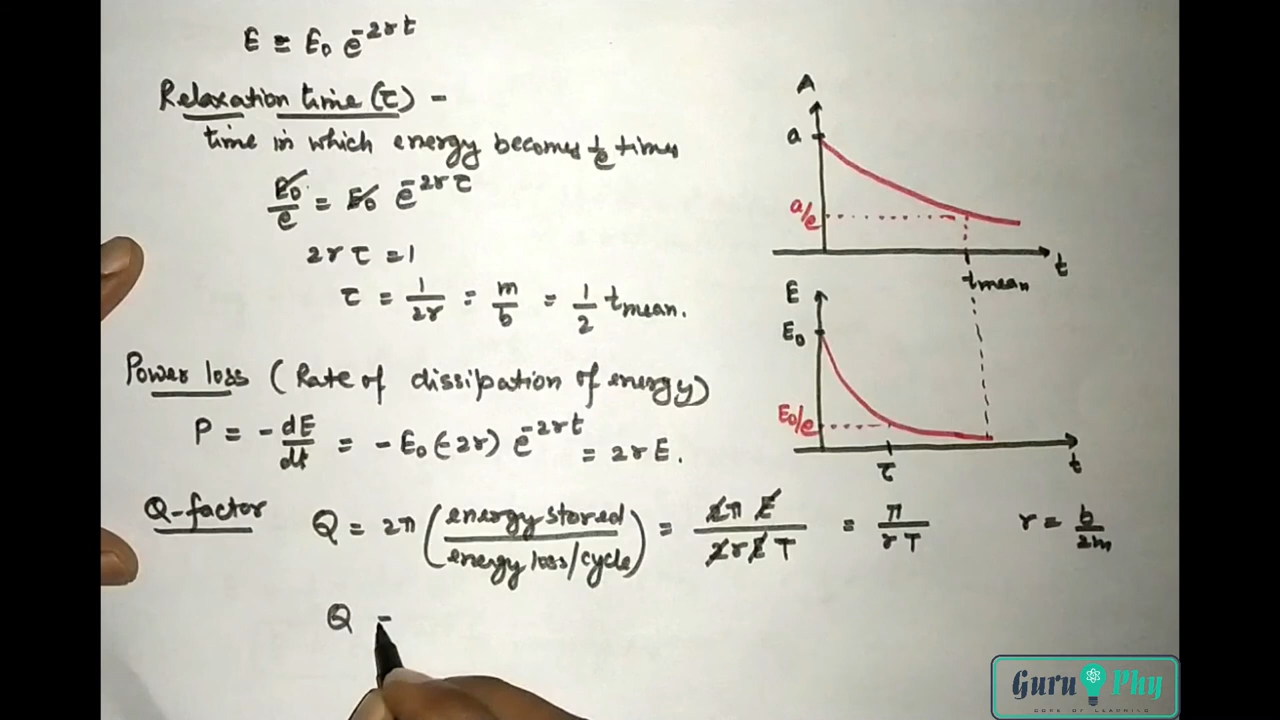 E = E₀ e^{-2rt}
Relaxation time (τ) -
time in which energy becomes 1/e times
E₀/e = E₀ e^{-2rτ}
2rτ = 1
τ = 1/2r = m/b = 1/2 t_mean.
Power loss (Rate of dissipation of energy)
P = -dE/dt = -E₀(-2r) e^{-2rt} = 2rE.
Q-factor Q = 2π (energy stored / energy loss/cycle) = 2πE / 2rET = π / rT r = b/2m
Q =
A
a
a/e
t
t_mean
E
E₀
E₀/e
τ
t
Guru Phy